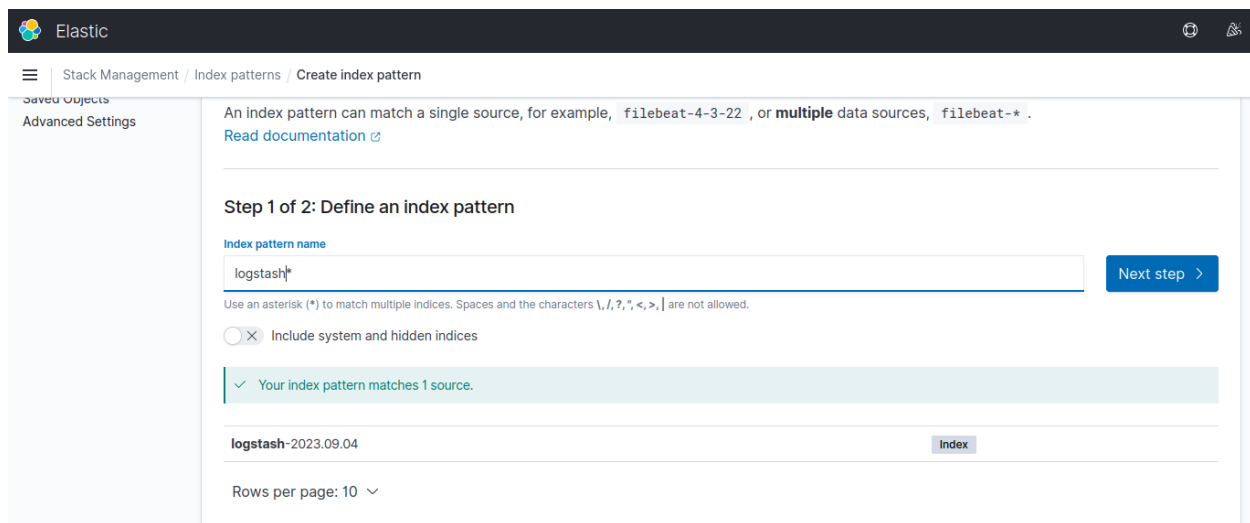 Elastic
Stack Management / Index patterns / Create index pattern
Saved Objects
Advanced Settings
An index pattern can match a single source, for example, filebeat-4-3-22 , or multiple data sources, filebeat-* .
Read documentation
Step 1 of 2: Define an index pattern
Index pattern name
logstash*
Next step
Use an asterisk (*) to match multiple indices. Spaces and the characters \, /, ?, ", <, >, | are not allowed.
Include system and hidden indices
Your index pattern matches 1 source.
logstash-2023.09.04 Index
Rows per page: 10